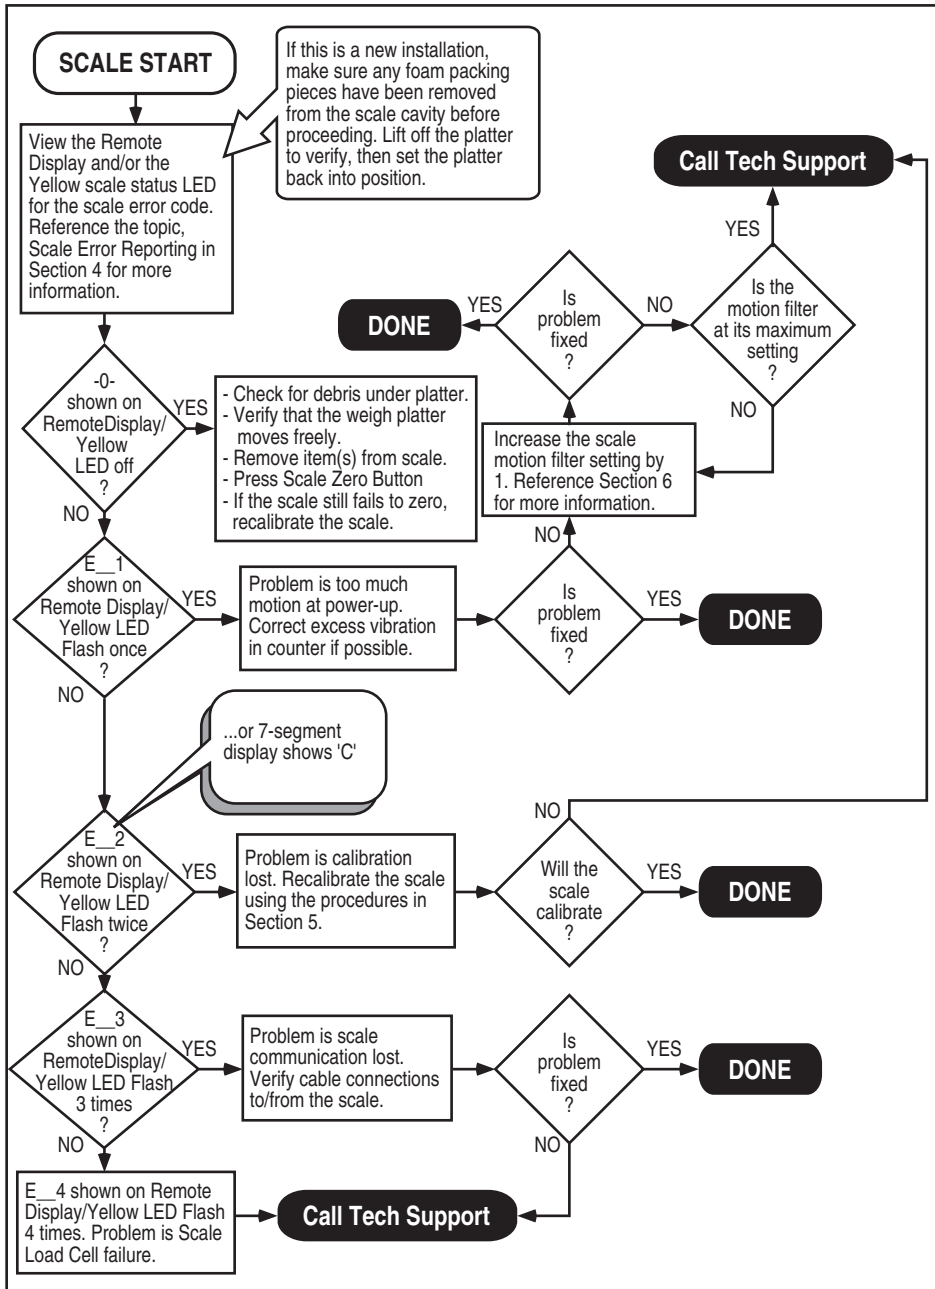 SCALE START
If this is a new installation,
make sure any foam packing
pieces have been removed
from the scale cavity before
proceeding. Lift off the platter
to verify, then set the platter
back into position.
View the Remote
Display and/or the
Yellow scale status LED
for the scale error code.
Reference the topic,
Scale Error Reporting in
Section 4 for more
information.
Call Tech Support
YES
Is the
motion filter
at its maximum
setting
?
NO
NO
Is
problem
fixed
?
YES
DONE
-0-
shown on
RemoteDisplay/
Yellow
LED off
?
YES
- Check for debris under platter.
- Verify that the weigh platter
moves freely.
- Remove item(s) from scale.
- Press Scale Zero Button
- If the scale still fails to zero,
recalibrate the scale.
Increase the scale
motion filter setting by
1. Reference Section 6
for more information.
NO
NO
E__1
shown on
Remote Display/
Yellow LED
Flash once
?
YES
Problem is too much
motion at power-up.
Correct excess vibration
in counter if possible.
Is
problem
fixed
?
YES
DONE
NO
...or 7-segment
display shows 'C'
E__2
shown on
Remote Display/
Yellow LED
Flash twice
?
YES
Problem is calibration
lost. Recalibrate the scale
using the procedures in
Section 5.
NO
Will the
scale
calibrate
?
YES
DONE
NO
E__3
shown on
RemoteDisplay/
Yellow LED Flash
3 times
?
YES
Problem is scale
communication lost.
Verify cable connections
to/from the scale.
Is
problem
fixed
?
YES
DONE
NO
NO
E__4 shown on Remote
Display/Yellow LED Flash
4 times. Problem is Scale
Load Cell failure.
Call Tech Support